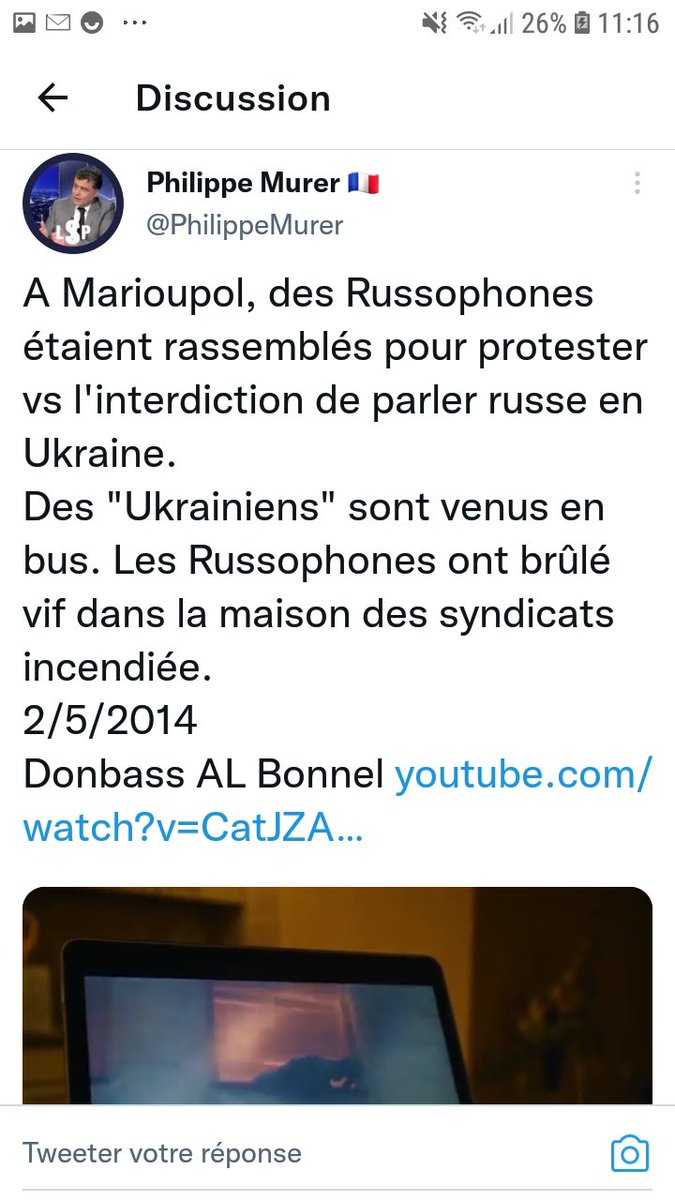 26% 11:16
Discussion
Philippe Murer 🇫🇷
@PhilippeMurer
LSP
A Marioupol, des Russophones
étaient rassemblés pour protester
vs l'interdiction de parler russe en
Ukraine.
Des "Ukrainiens" sont venus en
bus. Les Russophones ont brûlé
vif dans la maison des syndicats
incendiée.
2/5/2014
Donbass AL Bonnel youtube.com/
watch?v=CatJZA…
Tweeter votre réponse